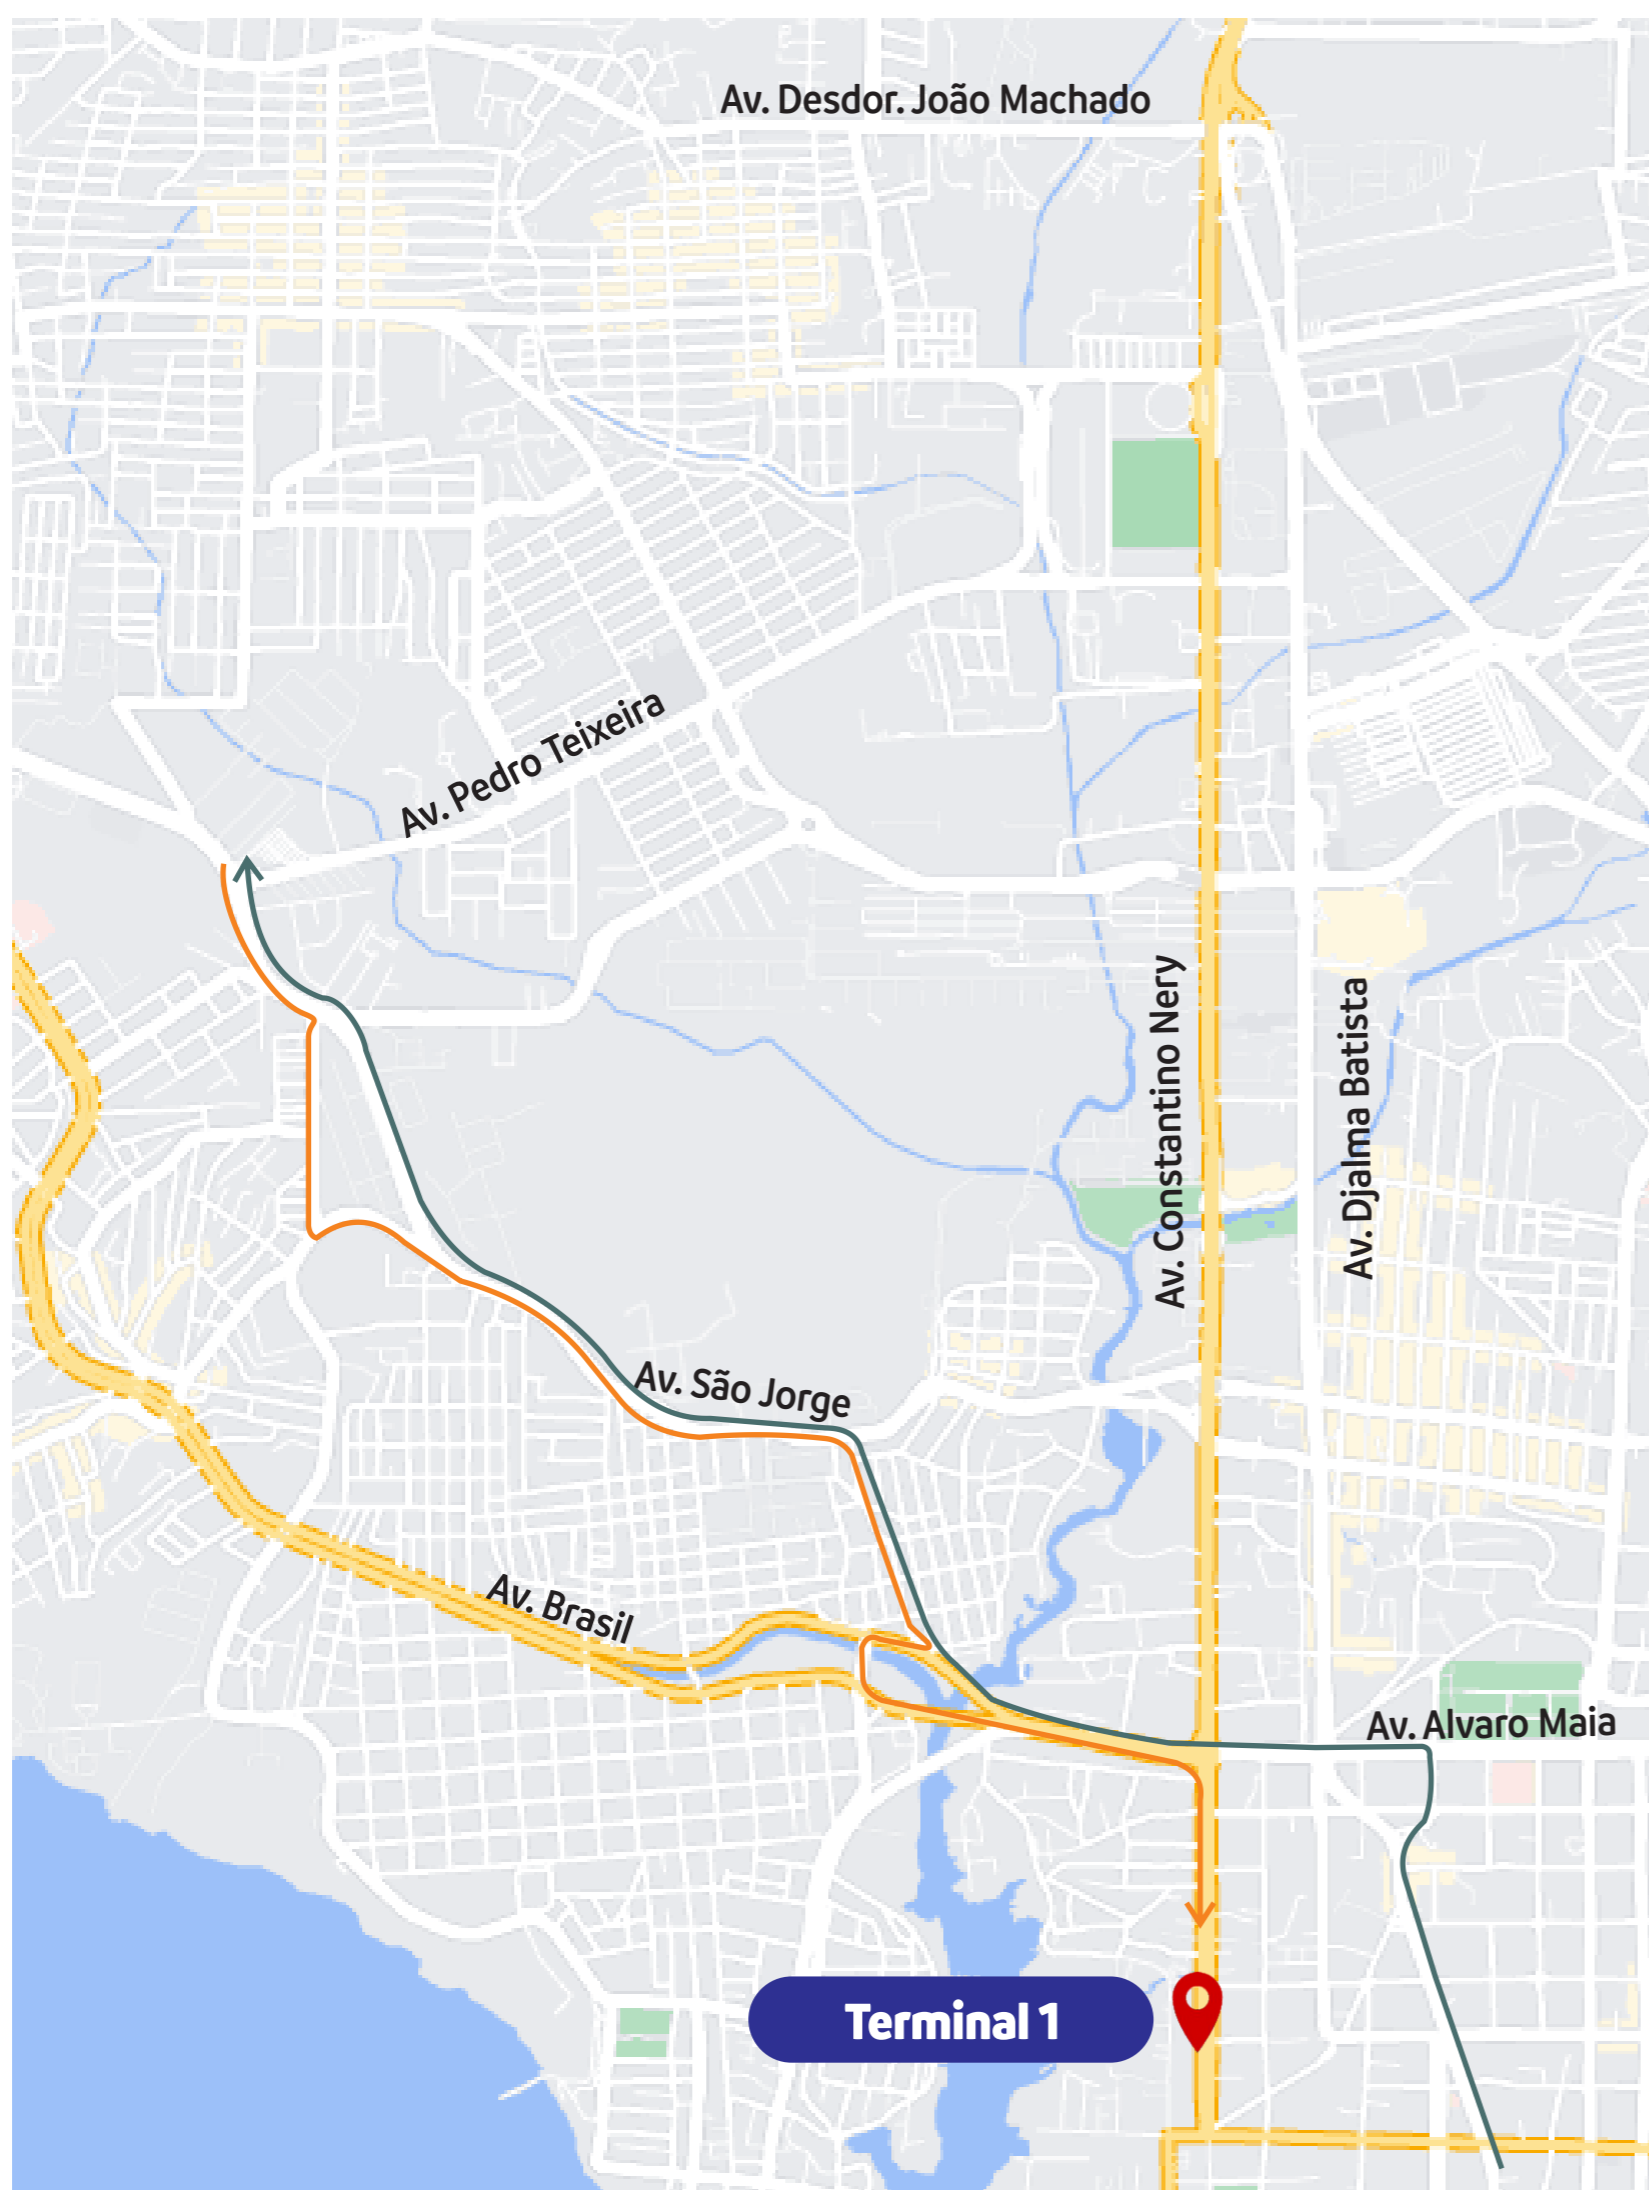 Av. Desdor. João Machado
Av. Pedro Teixeira
Av. Constantino Nery
Av. Djalma Batista
Av. São Jorge
Av. Brasil
Av. Alvaro Maia
Terminal 1